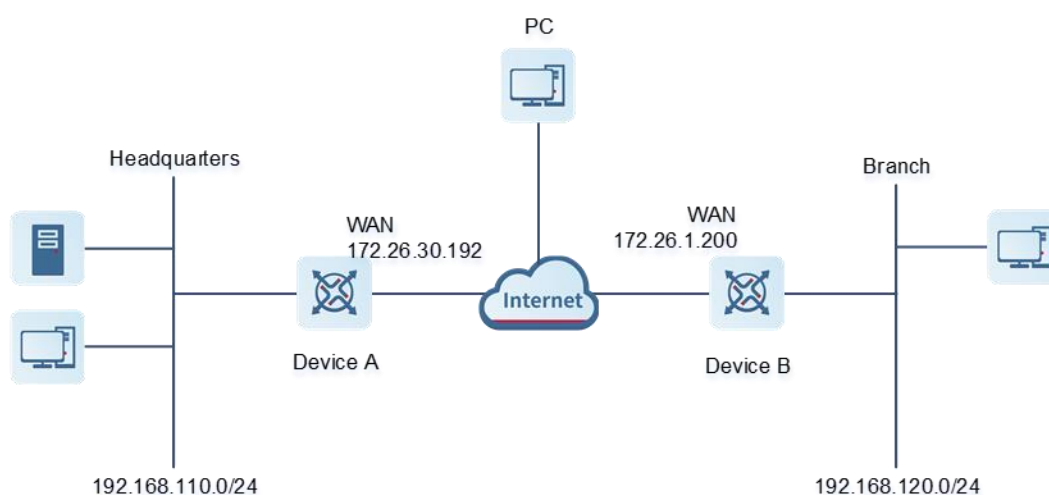 PC
Headquarters
Branch
WAN
172.26.30.192
WAN
172.26.1.200
Internet
Device A
Device B
192.168.110.0/24
192.168.120.0/24